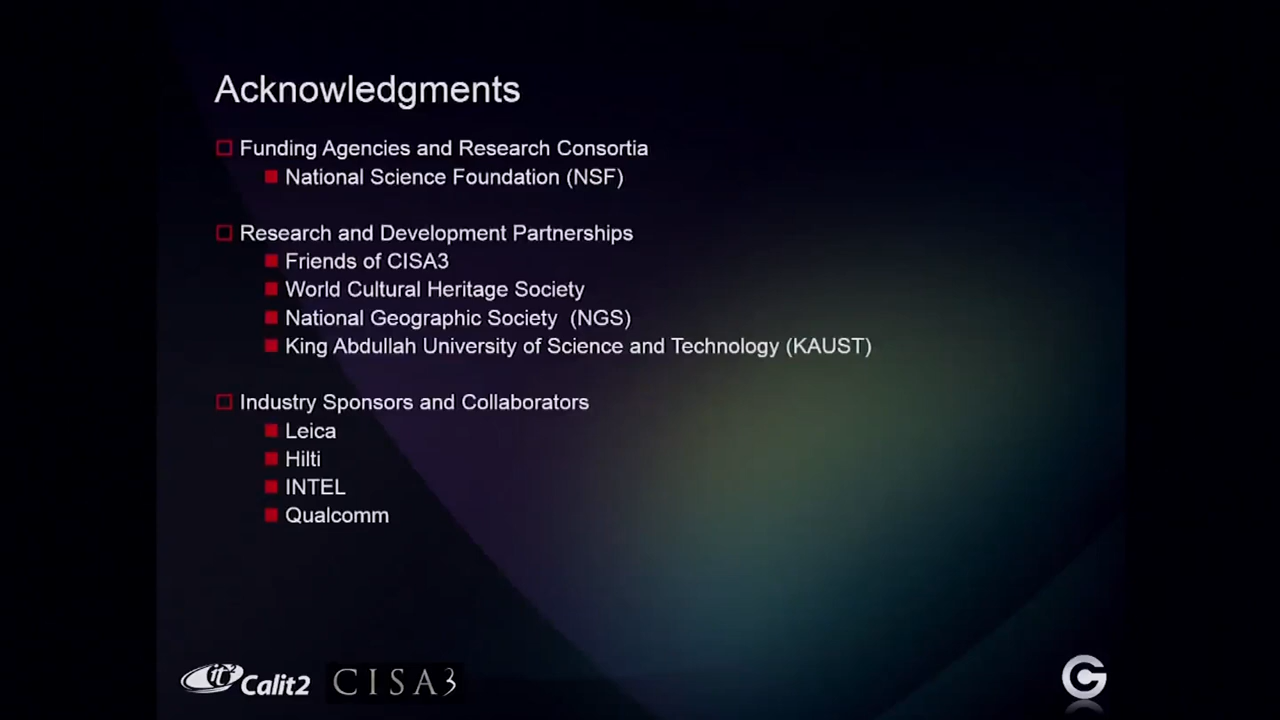 Acknowledgments
Funding Agencies and Research Consortia
National Science Foundation (NSF)
Research and Development Partnerships
Friends of CISA3
World Cultural Heritage Society
National Geographic Society (NGS)
King Abdullah University of Science and Technology (KAUST)
Industry Sponsors and Collaborators
Leica
Hilti
INTEL
Qualcomm
it2 Calit2 CISA3 G